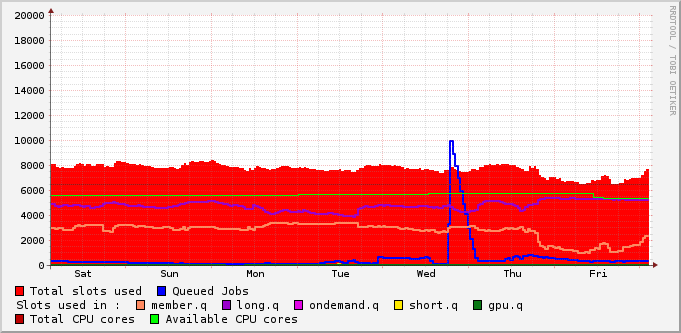 20000
18000
16000
14000
12000
10000
8000
6000
4000
2000
0
Sat Sun Mon Tue Wed Thu Fri
RRDTOOL / TOBI OETIKER
Total slots used Queued Jobs
Slots used in : member.q long.q ondemand.q short.q gpu.q
Total CPU cores Available CPU cores